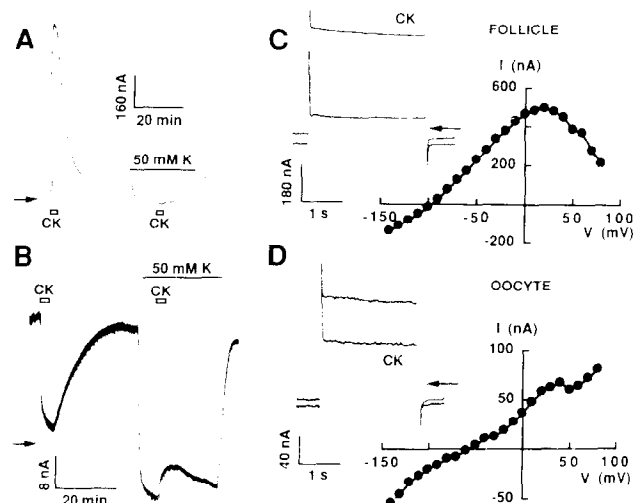 A
160 nA
20 min
50 mM K
CK
CK
B
50 mM K
CK
CK
8 nA
20 min
C
CK
FOLLICLE
I (nA)
600
200
-200
-150
-50
50
100
V (mV)
180 nA
1 s
D
OOCYTE
CK
I (nA)
100
50
-50
-150
-50
50
100
V (mV)
40 nA
1 s